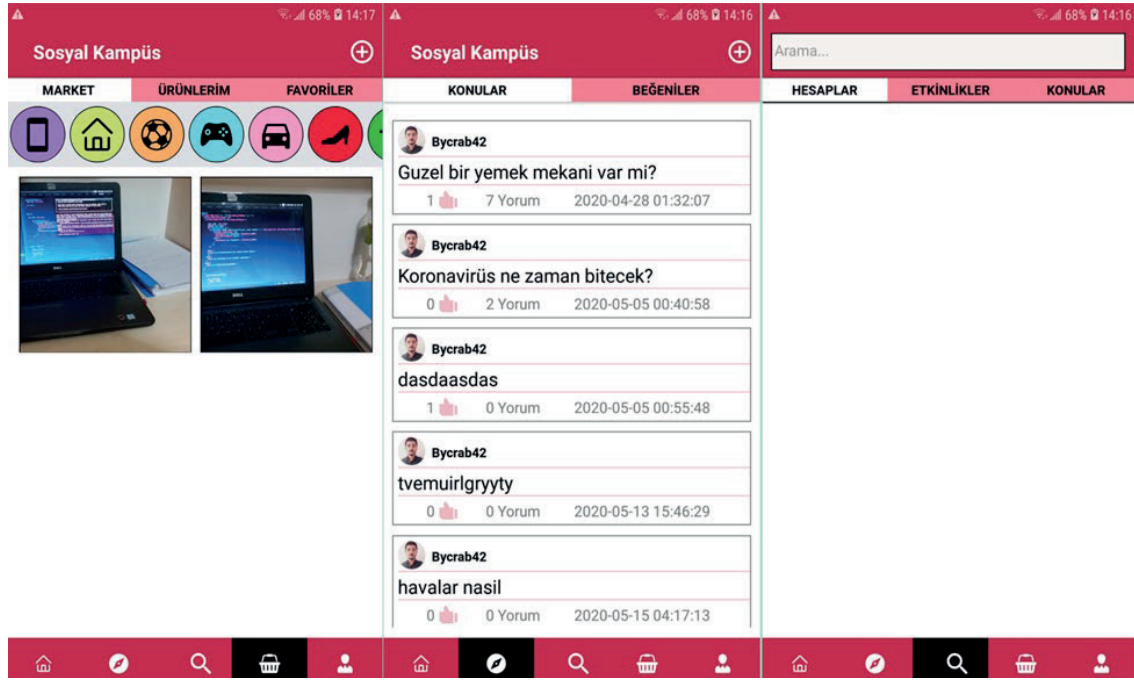 68% 14:17
Sosyal Kampüs
MARKET ÜRÜNLERİM FAVORİLER
68% 14:16
Sosyal Kampüs
KONULAR BEĞENİLER
Bycrab42
Guzel bir yemek mekani var mi?
1 7 Yorum 2020-04-28 01:32:07
Bycrab42
Koronavirüs ne zaman bitecek?
0 2 Yorum 2020-05-05 00:40:58
Bycrab42
dasdaasdas
1 0 Yorum 2020-05-05 00:55:48
Bycrab42
tvemuirlgryyty
0 0 Yorum 2020-05-13 15:46:29
Bycrab42
havalar nasil
0 0 Yorum 2020-05-15 04:17:13
68% 14:16
Arama...
HESAPLAR ETKİNLİKLER KONULAR